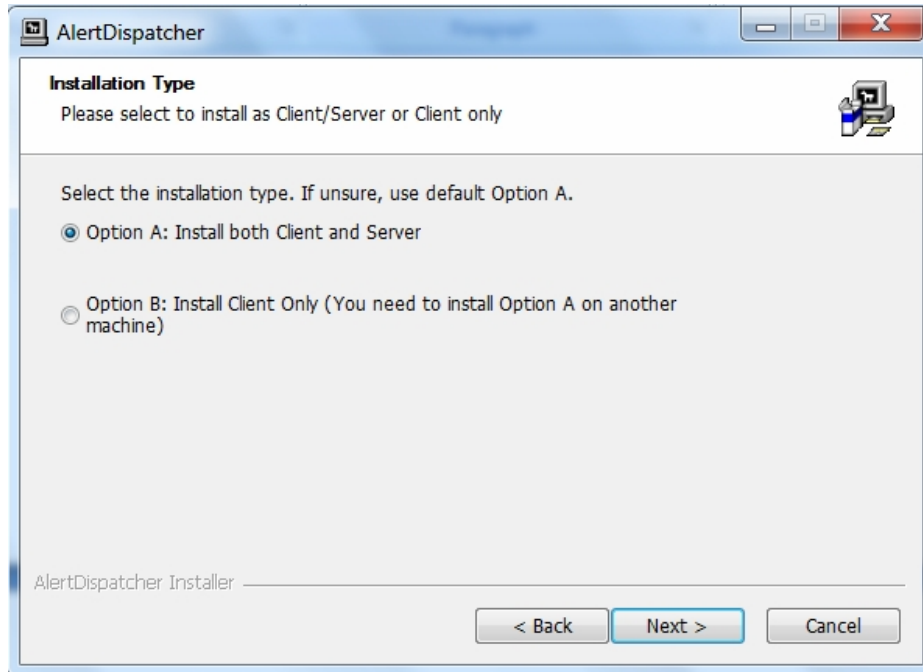 AlertDispatcher
Installation Type
Please select to install as Client/Server or Client only
Select the installation type. If unsure, use default Option A.
Option A: Install both Client and Server
Option B: Install Client Only (You need to install Option A on another
machine)
AlertDispatcher Installer
< Back
Next >
Cancel